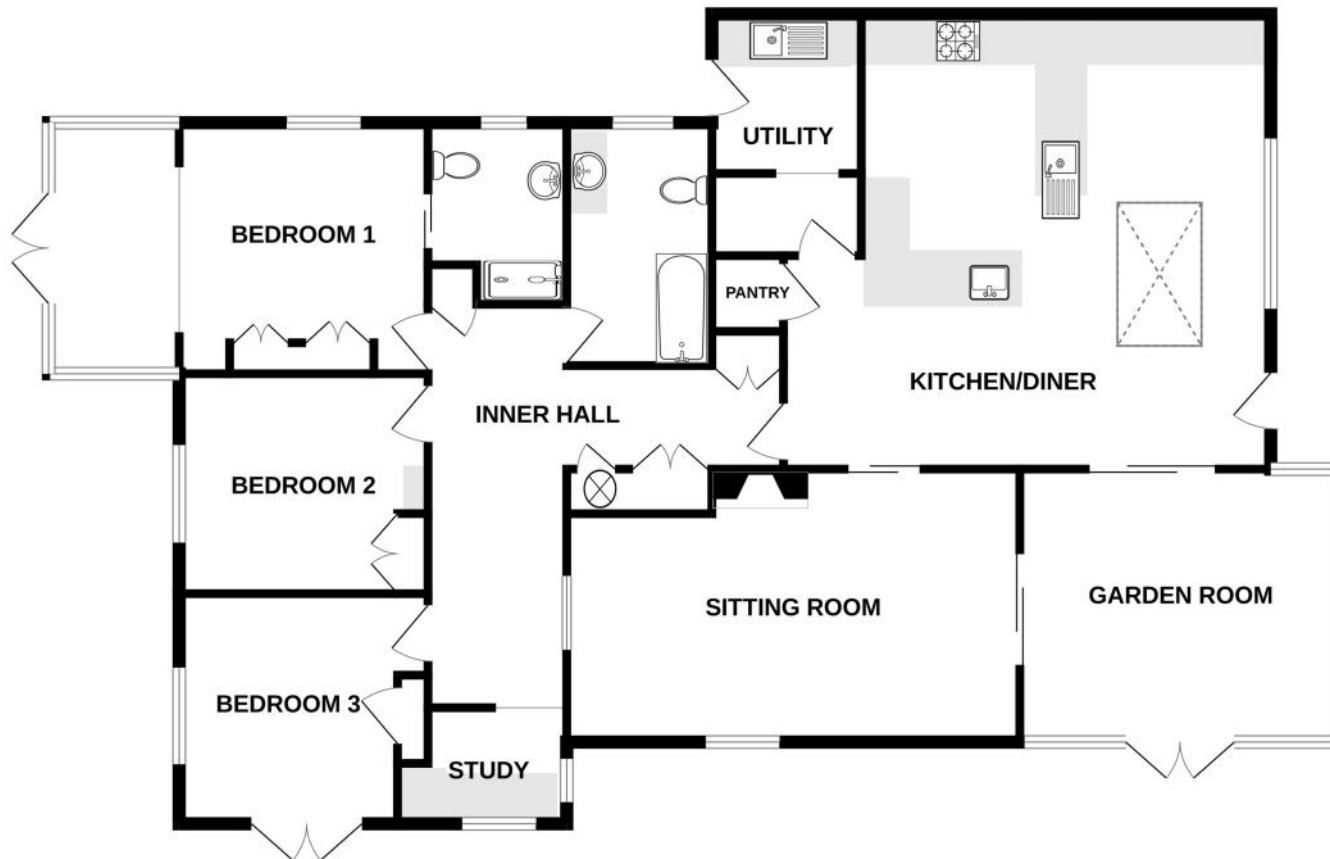 UTILITY
BEDROOM 1
PANTRY
KITCHEN/DINER
INNER HALL
BEDROOM 2
SITTING ROOM
GARDEN ROOM
BEDROOM 3
STUDY